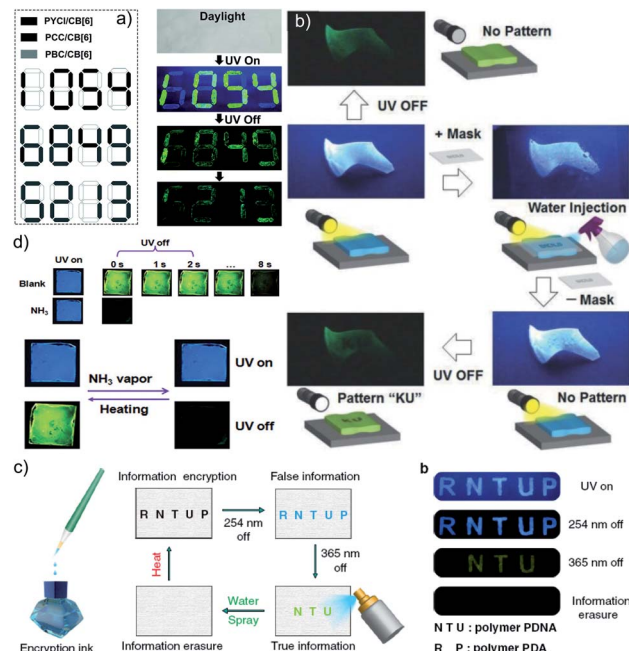 PYCl/CB[6]
a)
PCC/CB[6]
PBC/CB[6]
1054
6849
5213
Daylight
UV On
1054
UV Off
6849
5213
b)
No Pattern
UV OFF
+ Mask
Water Injection
– Mask
UV OFF
Pattern "KU"
KU
No Pattern
d)
UV off
UV on
0 s
1 s
2 s
...
8 s
Blank
NH3
NH3 vapor
Heating
UV on
UV off
c)
Information encryption
False information
R N T U P
254 nm
off
R N T U P
Heat
365 nm
off
Water
Spray
N T U
Encryption ink
Information erasure
True information
b
R N T U P
UV on
R N T U P
254 nm off
N T U
365 nm off
Information
erasure
N T U : polymer PDNA
R P : polymer PDA